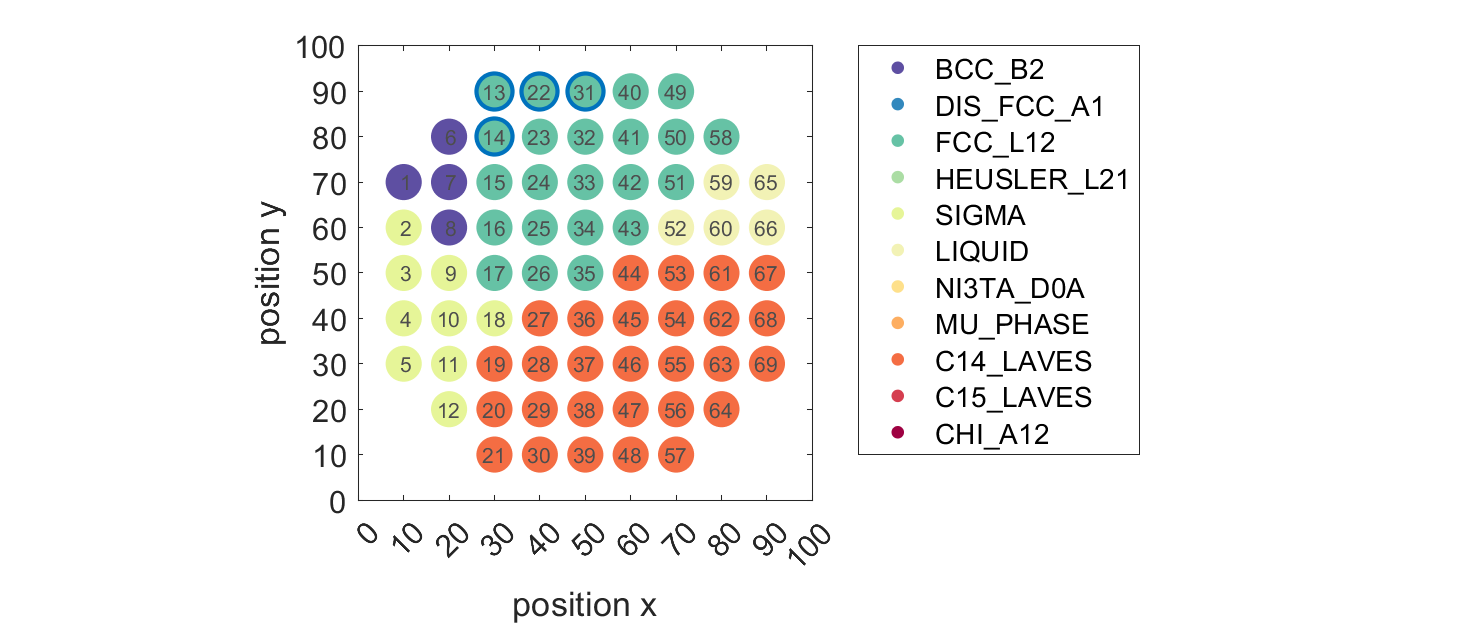 100
90 13 22 31 40 49
80 6 14 23 32 41 50 58
70 1 7 15 24 33 42 51 59 65
60 2 8 16 25 34 43 52 60 66
50 3 9 17 26 35 44 53 61 67
40 4 10 18 27 36 45 54 62 68
30 5 11 19 28 37 46 55 63 69
20 12 20 29 38 47 56 64
10 21 30 39 48 57
0
position y
0 10 20 30 40 50 60 70 80 90 100
position x
BCC_B2
DIS_FCC_A1
FCC_L12
HEUSLER_L21
SIGMA
LIQUID
NI3TA_D0A
MU_PHASE
C14_LAVES
C15_LAVES
CHI_A12